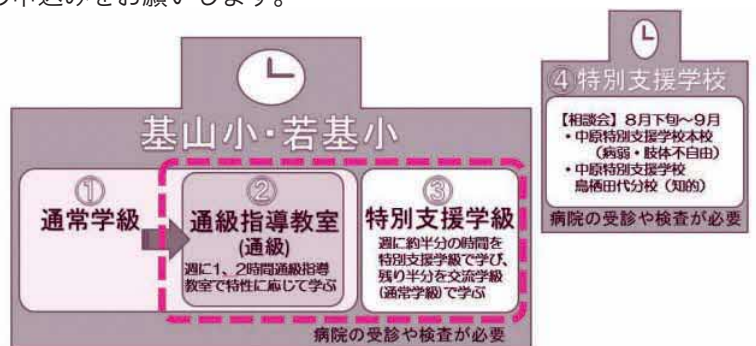 の申込みをお願いします。
基山小・若基小
①
通常学級
②
通級指導教室
(通級)
週に1、2時間通級指導
教室で特性に応じて学ぶ
③
特別支援学級
週に約半分の時間を
特別支援学級で学び、
残り半分を交流学級
(通常学級)で学ぶ
病院の受診や検査が必要
④特別支援学校
【相談会】8月下旬～9月
・中原特別支援学校本校
(病弱・肢体不自由)
・中原特別支援学校
鳥栖田代分校(知的)
病院の受診や検査が必要